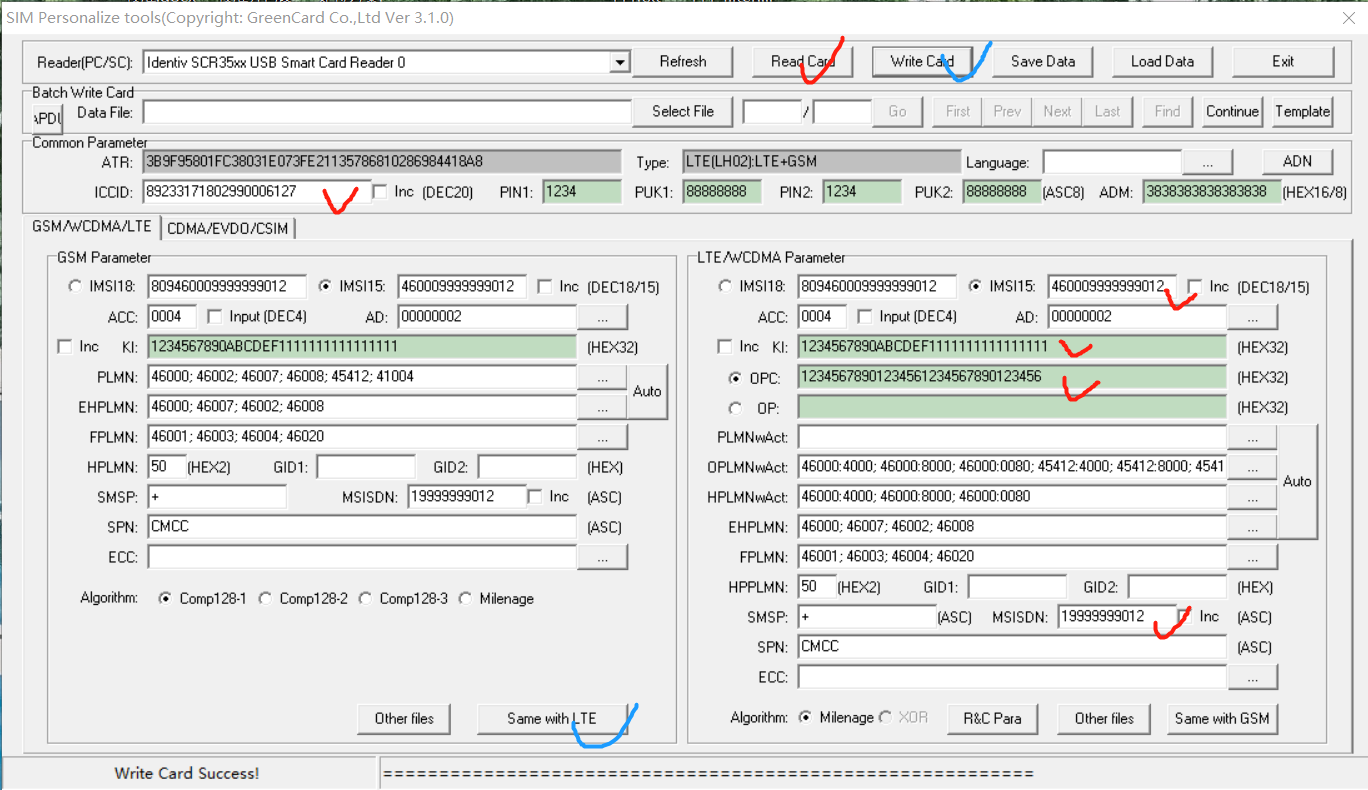 SIM Personalize tools(Copyright: GreenCard Co.,Ltd Ver 3.1.0)
Reader(PC/SC): Identiv SCR35xx USB Smart Card Reader 0 Refresh Read Card Write Card Save Data Load Data Exit
Batch Write Card
Data File: Select File / Go First Prev Next Last Find Continue Template
Common Parameter
ATR: 3B9F95801FC38031E073FE21135786810286984418A8 Type: LTE(LH02):LTE+GSM Language: ... ADN
ICCID: 89233171802990006127 Inc (DEC20) PIN1: 1234 PUK1: 88888888 PIN2: 1234 PUK2: 88888888 (ASC8) ADM: 3838383838383838 (HEX16/8)
GSM/WCDMA/LTE CDMA/EVDO/CSIM
GSM Parameter
IMSI18: 809460009999999012 IMSI15: 460009999999012 Inc (DEC18/15)
ACC: 0004 Input (DEC4) AD: 00000002 ...
Inc KI: 1234567890ABCDEF1111111111111111 (HEX32)
PLMN: 46000; 46002; 46007; 46008; 45412; 41004 ...
Auto
EHPLMN: 46000; 46007; 46002; 46008 ...
FPLMN: 46001; 46003; 46004; 46020 ...
HPLMN: 50 (HEX2) GID1: GID2: (HEX)
SMSP: + MSISDN: 19999999012 Inc (ASC)
SPN: CMCC (ASC)
ECC: ...
Algorithm: Comp128-1 Comp128-2 Comp128-3 Milenage
Other files Same with LTE
LTE/WCDMA Parameter
IMSI18: 809460009999999012 IMSI15: 460009999999012 Inc (DEC18/15)
ACC: 0004 Input (DEC4) AD: 00000002 ...
Inc KI: 1234567890ABCDEF1111111111111111 (HEX32)
OPC: 12345678901234561234567890123456 (HEX32)
OP: (HEX32)
PLMNwAct: ...
OPLMNwAct: 46000:4000; 46000:8000; 46000:0080; 45412:4000; 45412:8000; 4541 ...
Auto
HPLMNwAct: 46000:4000; 46000:8000; 46000:0080 ...
EHPLMN: 46000; 46007; 46002; 46008 ...
FPLMN: 46001; 46003; 46004; 46020 ...
HPPLMN: 50 (HEX2) GID1: GID2: (HEX)
SMSP: + (ASC) MSISDN: 19999999012 Inc (ASC)
SPN: CMCC (ASC)
ECC: ...
Algorithm: Milenage XOR R&C Para Other files Same with GSM
Write Card Success! ==========================================================